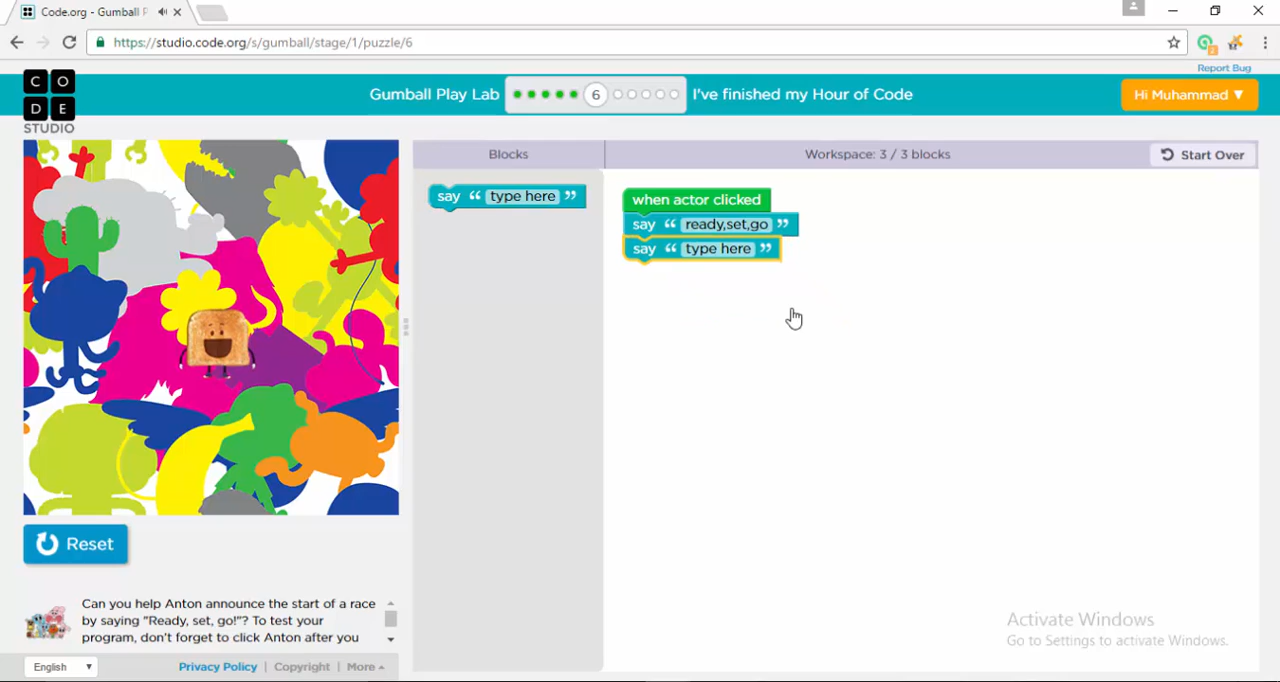 Code.org - Gumball P
https://studio.code.org/s/gumball/stage/1/puzzle/6
Report Bug
C O
D E
STUDIO
Gumball Play Lab 6 I've finished my Hour of Code
Hi Muhammad ▼
Blocks
Workspace: 3 / 3 blocks
Start Over
say “ type here ”
when actor clicked
say “ ready,set,go ”
say “ type here ”
Reset
Can you help Anton announce the start of a race
by saying "Ready, set, go!"? To test your
program, don't forget to click Anton after you
English
Privacy Policy | Copyright | More
Activate Windows
Go to Settings to activate Windows.